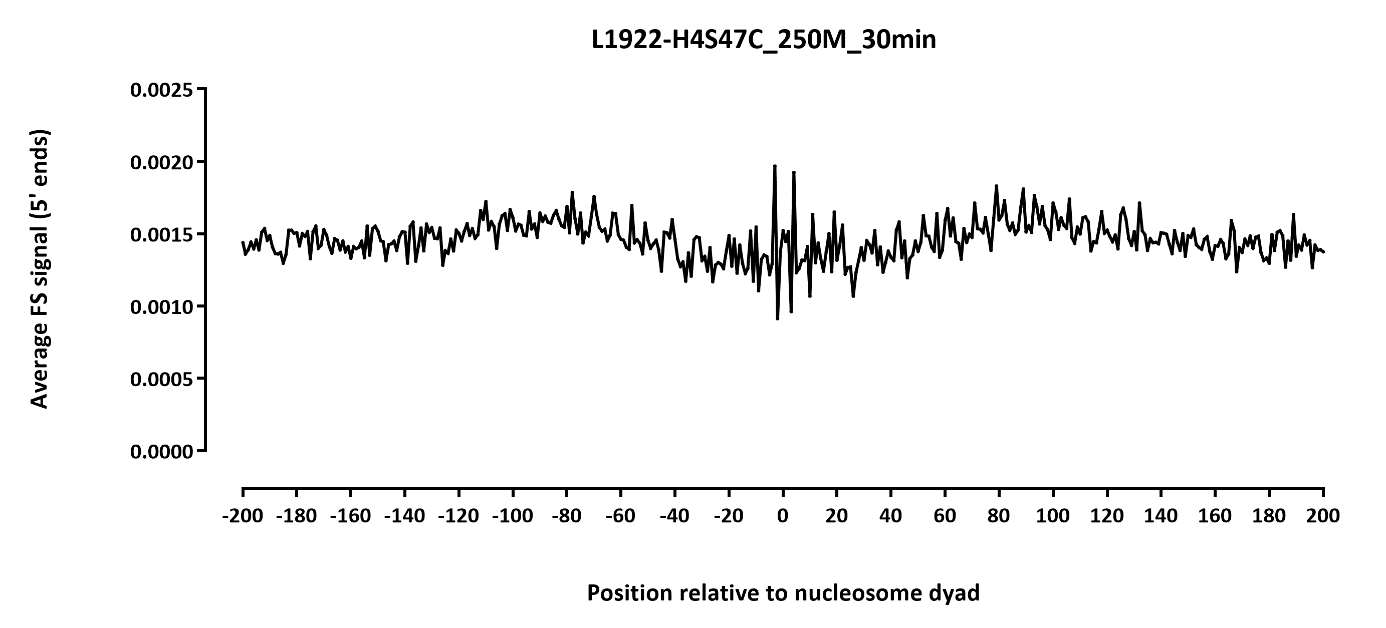 L1922-H4S47C_250M_30min
Average FS signal (5' ends)
0.0025
0.0020
0.0015
0.0010
0.0005
0.0000
-200 -180 -160 -140 -120 -100 -80 -60 -40 -20 0 20 40 60 80 100 120 140 160 180 200
Position relative to nucleosome dyad